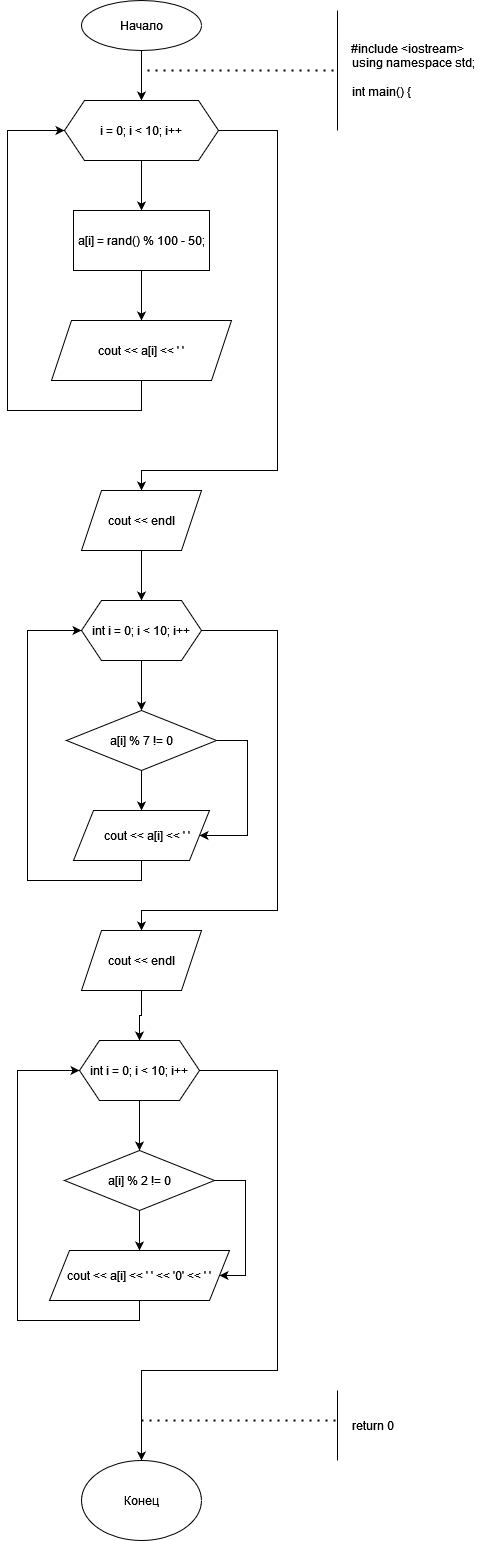 Начало
#include <iostream>
using namespace std;
int main() {
i = 0; i < 10; i++
a[i] = rand() % 100 - 50;
cout << a[i] << ' '
cout << endl
int i = 0; i < 10; i++
a[i] % 7 != 0
cout << a[i] << ' '
cout << endl
int i = 0; i < 10; i++
a[i] % 2 != 0
cout << a[i] << ' ' << '0' << ' '
return 0
Конец